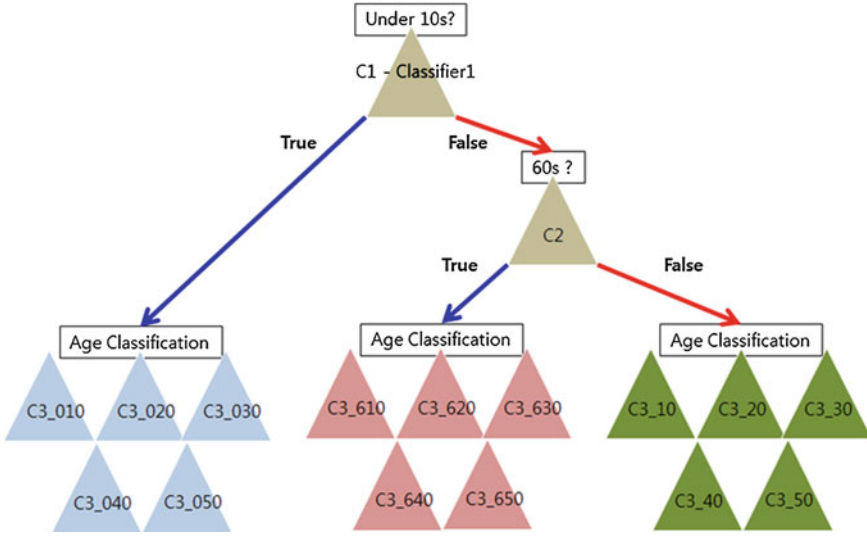 Under 10s?
C1 - Classifier1
True
False
60s ?
C2
True
False
Age Classification
Age Classification
Age Classification
C3_010
C3_020
C3_030
C3_610
C3_620
C3_630
C3_10
C3_20
C3_30
C3_040
C3_050
C3_640
C3_650
C3_40
C3_50